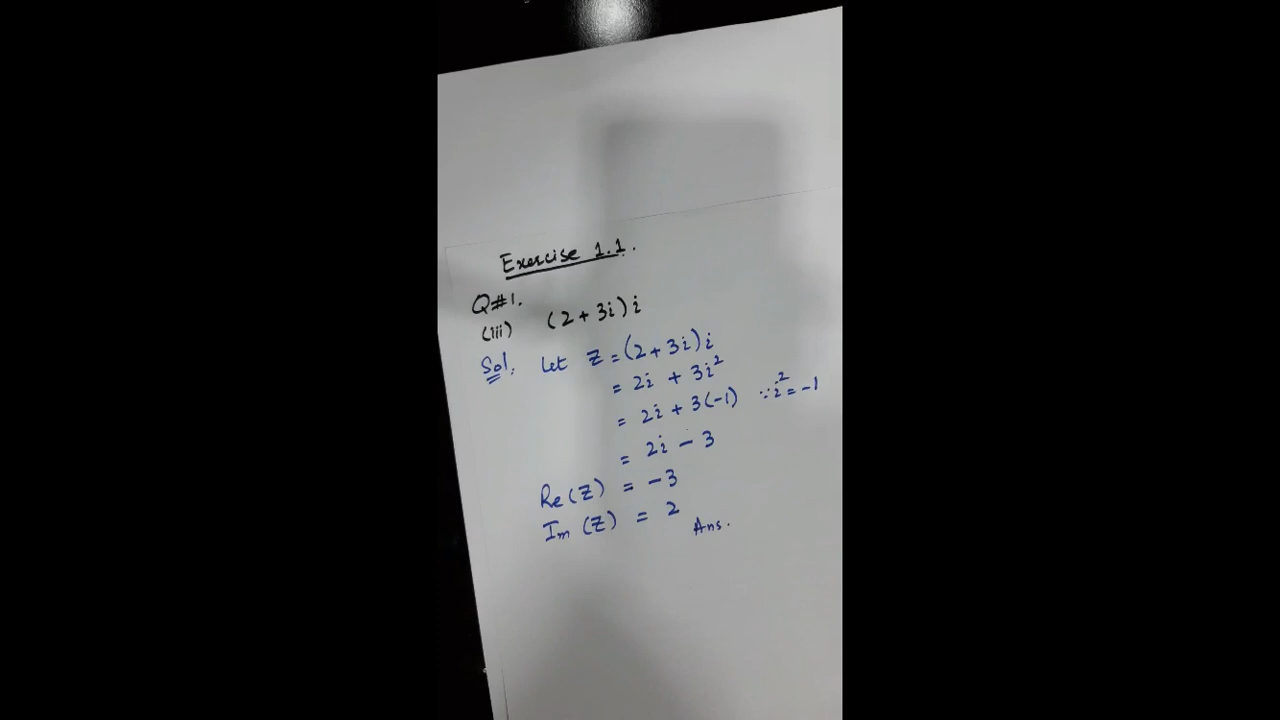 Exercise 1.1.
Q#1.
(iii) (2 + 3i) i
Sol. Let Z = (2 + 3i) i
= 2i + 3i²
= 2i + 3(-1) ∵ i² = -1
= 2i - 3
Re(Z) = -3
Im (Z) = 2 Ans.